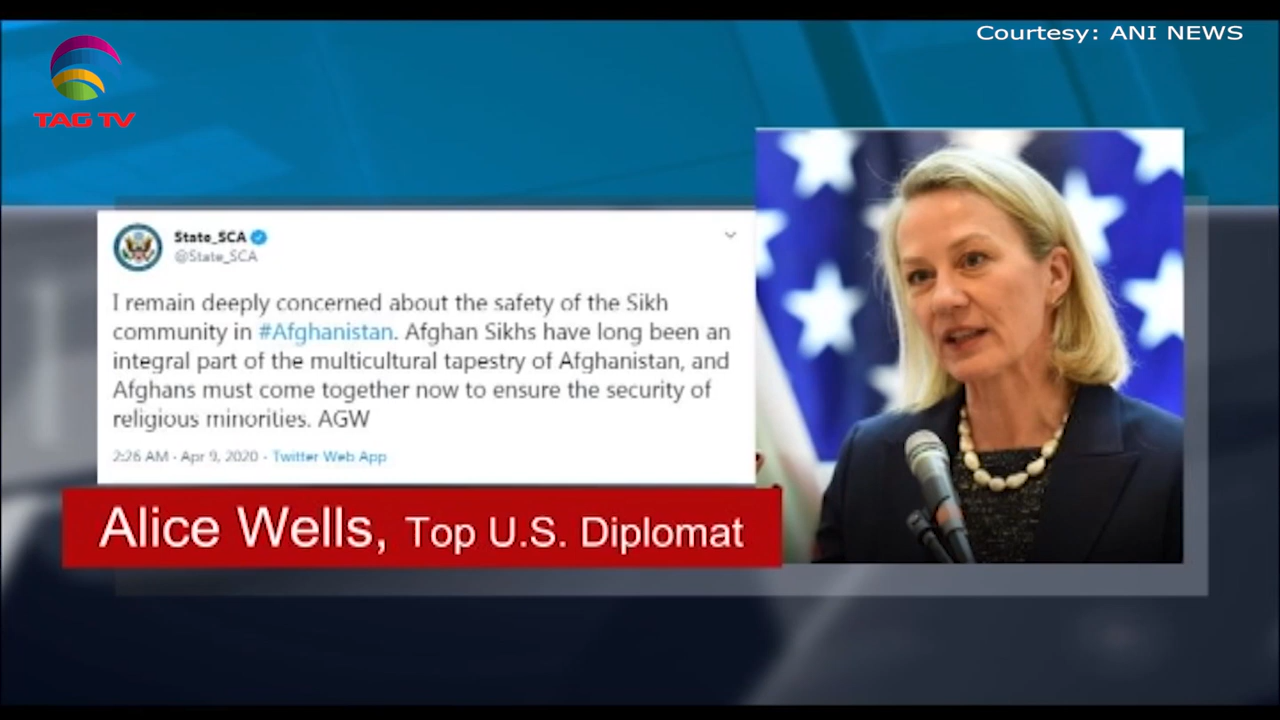 Courtesy: ANI NEWS
TAG TV
State_SCA
@State_SCA
I remain deeply concerned about the safety of the Sikh
community in #Afghanistan. Afghan Sikhs have long been an
integral part of the multicultural tapestry of Afghanistan, and
Afghans must come together now to ensure the security of
religious minorities. AGW
2:26 AM · Apr 9, 2020 · Twitter Web App
Alice Wells, Top U.S. Diplomat